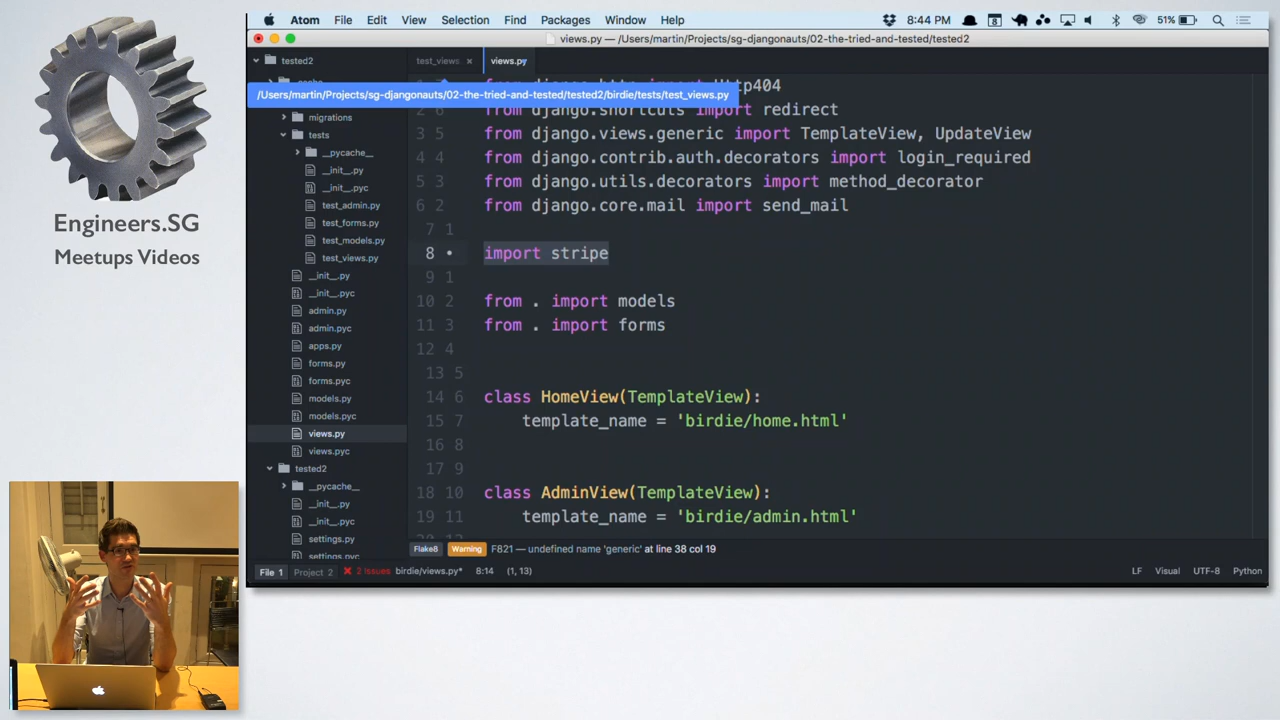 Engineers.SG
Meetups Videos
Atom File Edit View Selection Find Packages Window Help 8:44 PM 8 51%
views.py — /Users/martin/Projects/sg-djangonauts/02-the-tried-and-tested/tested2
tested2
test_views
views.py
/Users/martin/Projects/sg-djangonauts/02-the-tried-and-tested/tested2/birdie/tests/test_views.py
migrations
tests
__pycache__
__init__.py
__init__.pyc
test_admin.py
test_forms.py
test_models.py
test_views.py
__init__.py
__init__.pyc
admin.py
admin.pyc
apps.py
forms.py
forms.pyc
models.py
models.pyc
views.py
views.pyc
tested2
__pycache__
__init__.py
__init__.pyc
settings.py
settings.pyc
2 6 from django.shortcuts import redirect
3 5 from django.views.generic import TemplateView, UpdateView
4 4 from django.contrib.auth.decorators import login_required
5 3 from django.utils.decorators import method_decorator
6 2 from django.core.mail import send_mail
7 1
8 • import stripe
9 1
10 2 from . import models
11 3 from . import forms
12 4
13 5
14 6 class HomeView(TemplateView):
15 7 template_name = 'birdie/home.html'
16 8
17 9
18 10 class AdminView(TemplateView):
19 11 template_name = 'birdie/admin.html'
Flake8 Warning F821 — undefined name 'generic' at line 38 col 19
File 1 Project 2 2 Issues birdie/views.py* 8:14 (1, 13) LF Visual UTF-8 Python